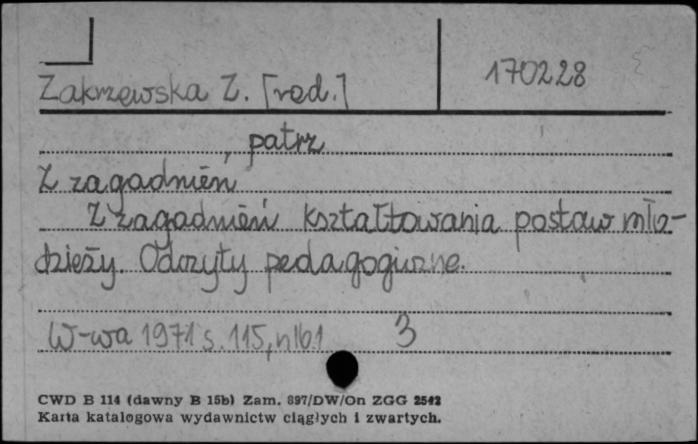 Zakrzewska Z. [red.]
170228
patrz
Z zagadnień
Z zagadnień kształtowania postaw mło-
dzieży. Odczyty pedagogiczne.
W-wa 1971 s. 115, nlb1
3
CWD B 114 (dawny B 15b) Zam. 897/DW/On ZGG 2542
Karta katalogowa wydawnictw ciągłych i zwartych.